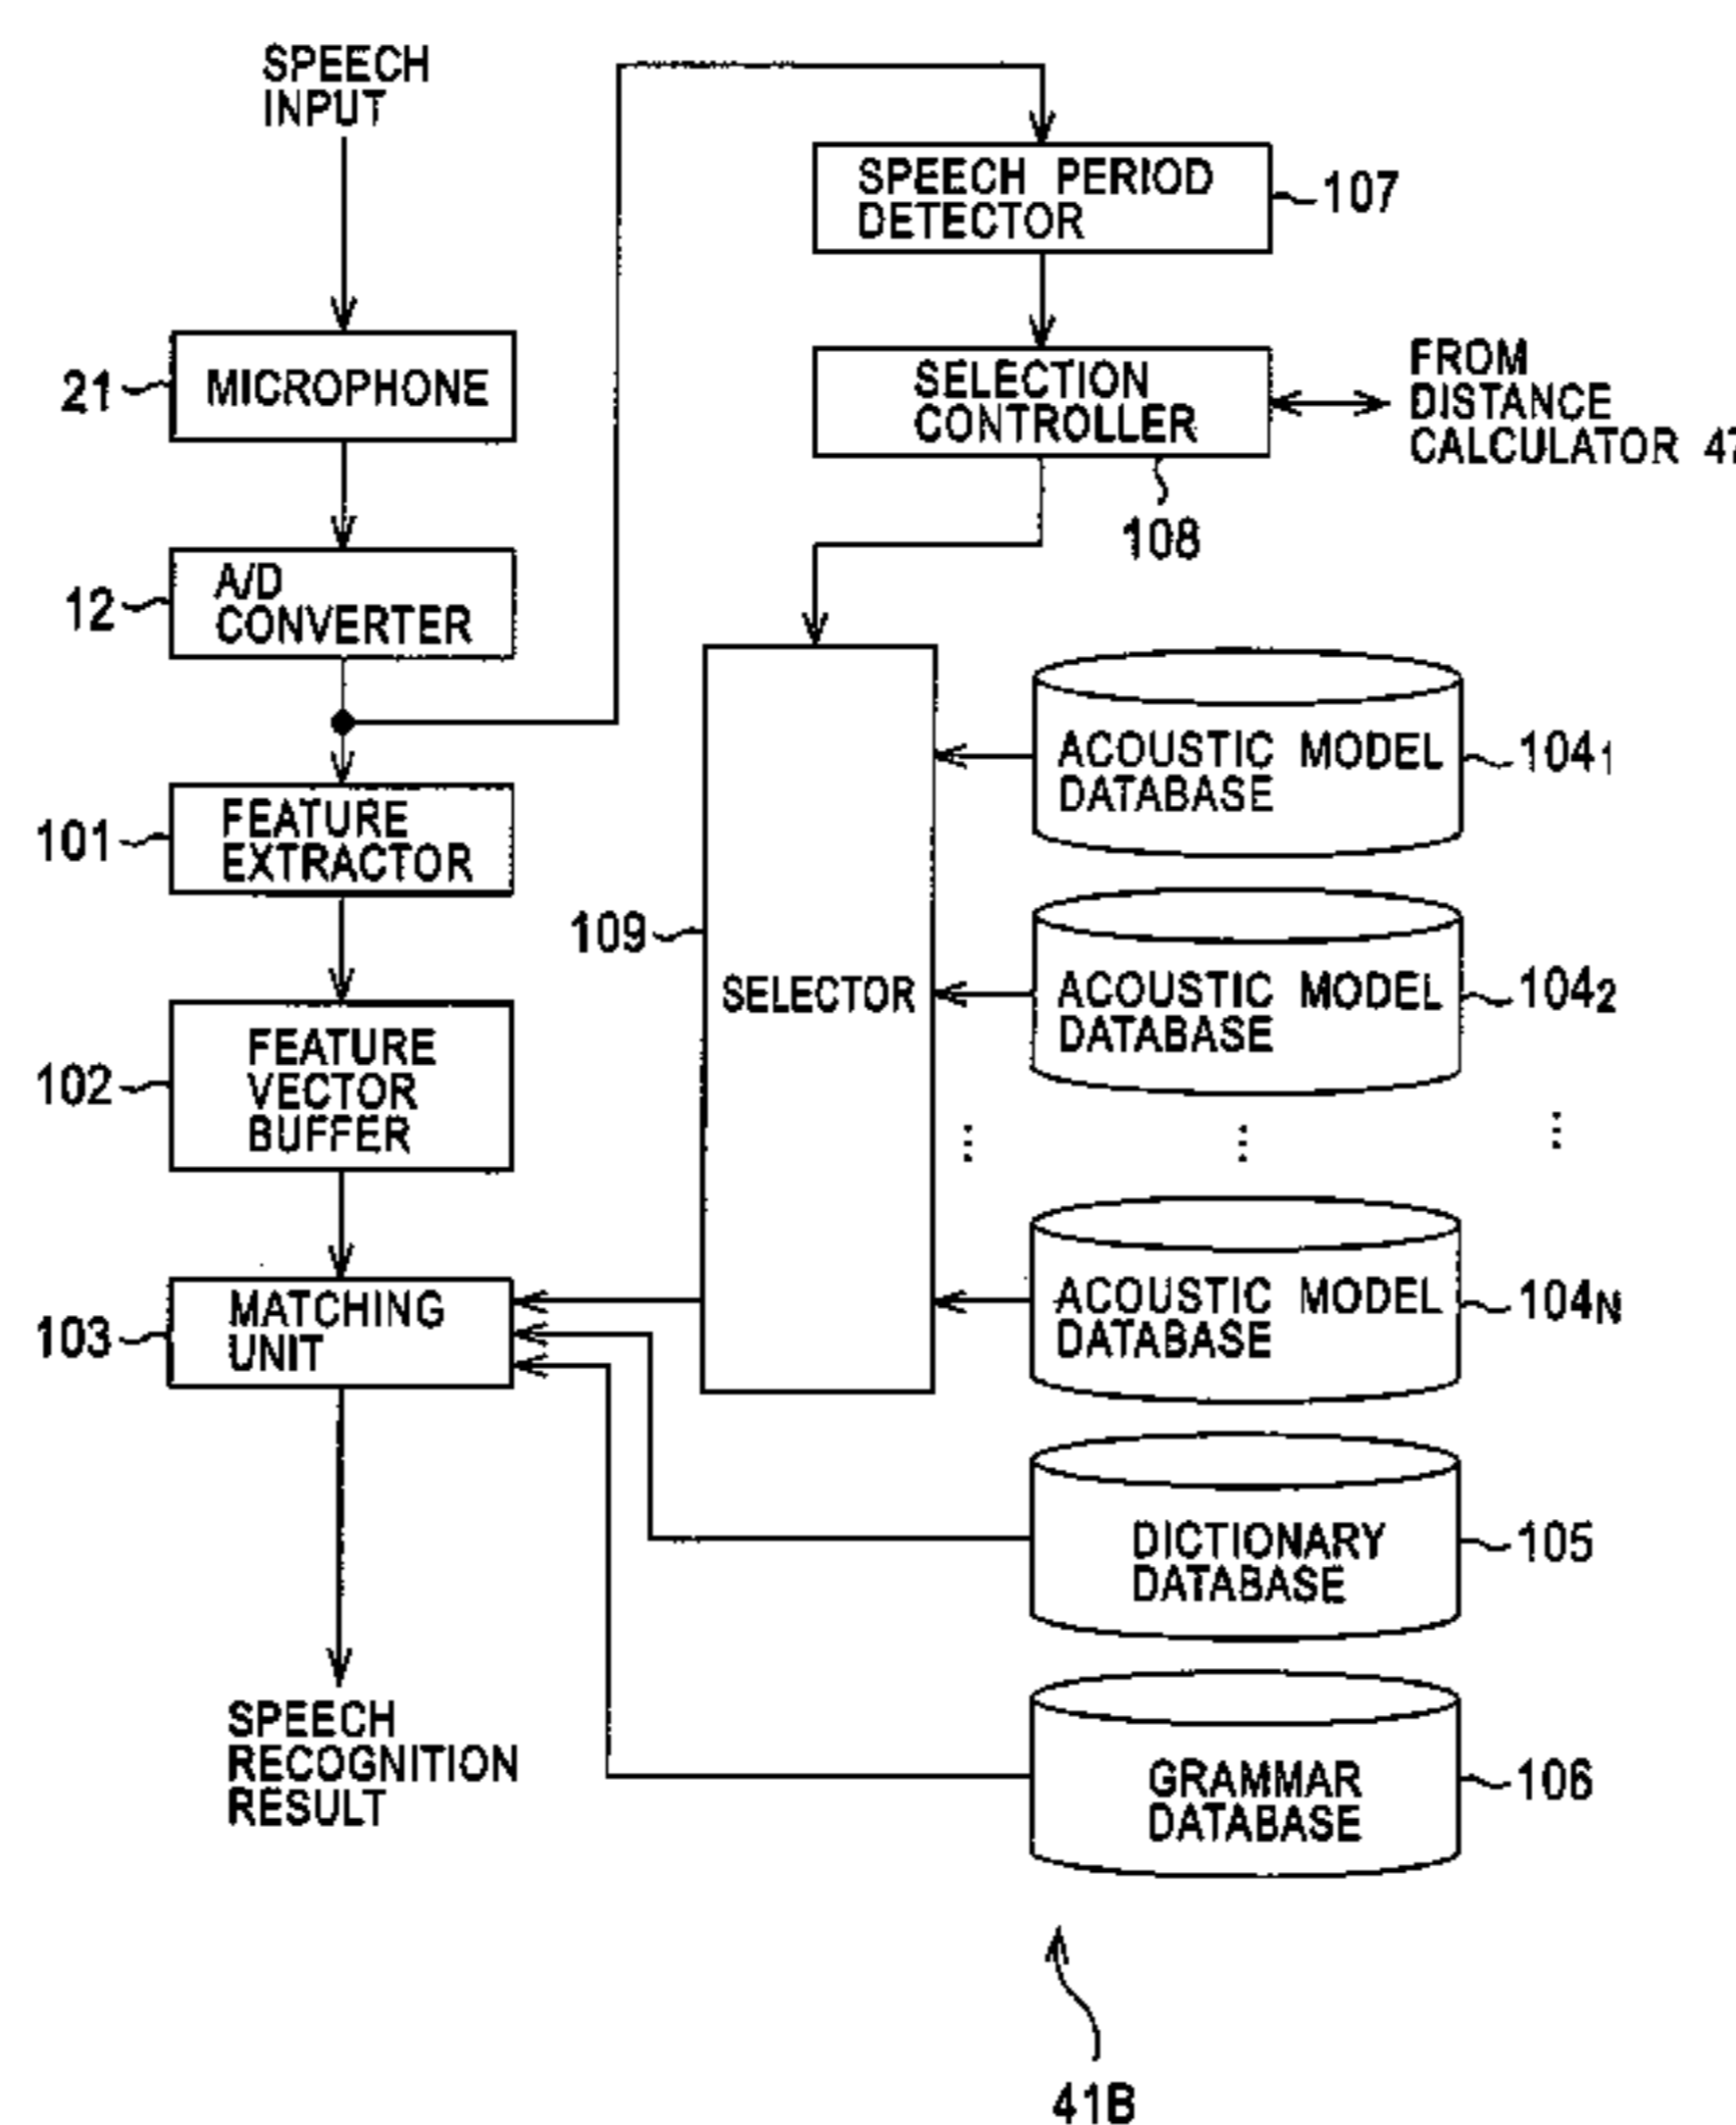 SPEECH
INPUT
SPEECH PERIOD
DETECTOR
107
21
MICROPHONE
SELECTION
CONTROLLER
108
FROM
DISTANCE
CALCULATOR 47
12
A/D
CONVERTER
101
FEATURE
EXTRACTOR
102
FEATURE
VECTOR
BUFFER
103
MATCHING
UNIT
SPEECH
RECOGNITION
RESULT
109
SELECTOR
ACOUSTIC MODEL
DATABASE
104₁
ACOUSTIC MODEL
DATABASE
104₂
ACOUSTIC MODEL
DATABASE
104N
DICTIONARY
DATABASE
105
GRAMMAR
DATABASE
106
41B